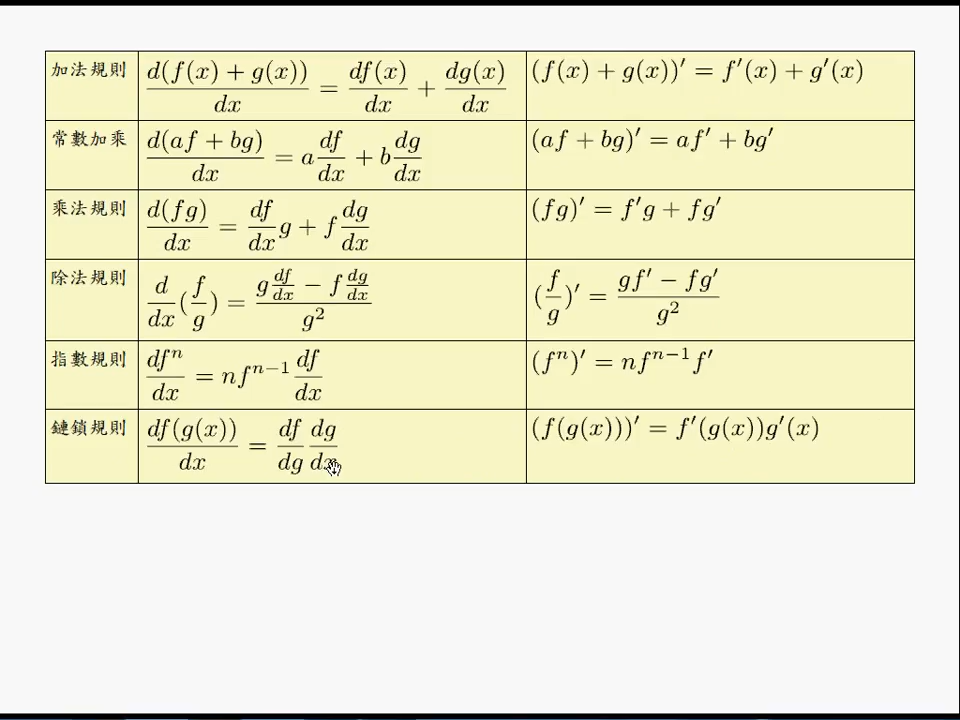 加法規則 d(f(x) + g(x))/dx = df(x)/dx + dg(x)/dx (f(x) + g(x))′ = f′(x) + g′(x)
常數加乘 d(af + bg)/dx = a df/dx + b dg/dx (af + bg)′ = af′ + bg′
乘法規則 d(fg)/dx = df/dx g + f dg/dx (fg)′ = f′g + fg′
除法規則 d/dx (f/g) = (g df/dx − f dg/dx)/g² (f/g)′ = (gf′ − fg′)/g²
指數規則 dfⁿ/dx = nfⁿ⁻¹ df/dx (fⁿ)′ = nfⁿ⁻¹f′
鏈鎖規則 df(g(x))/dx = df/dg dg/dx (f(g(x)))′ = f′(g(x))g′(x)